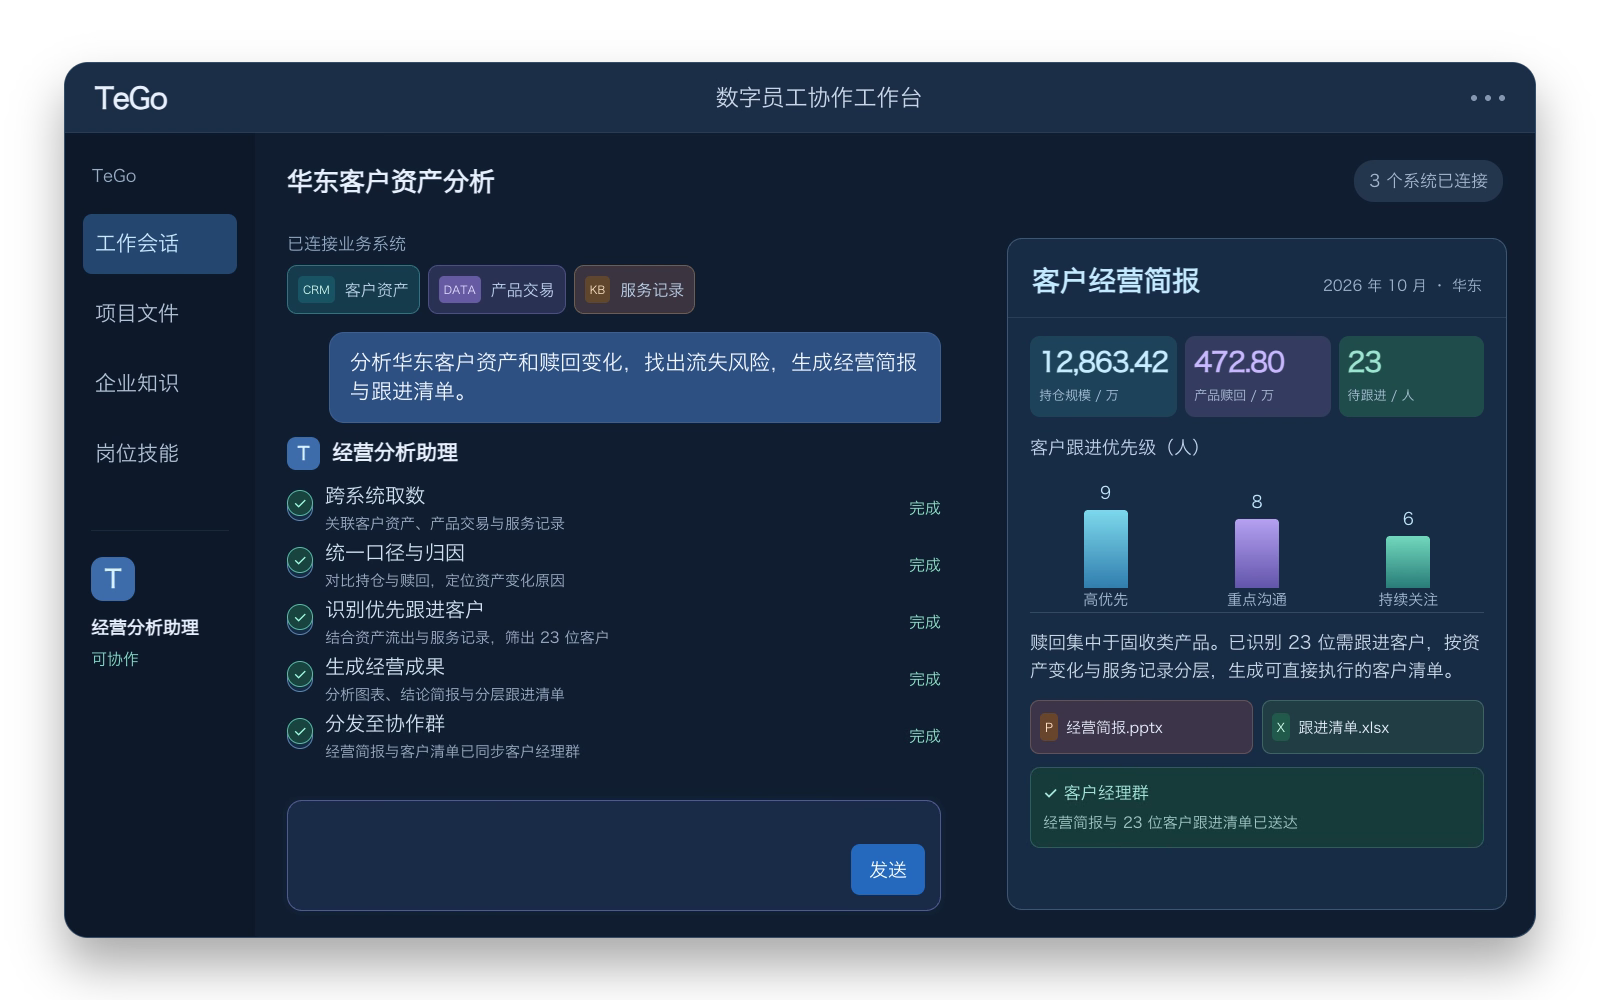 TeGo
数字员工协作工作台
TeGo
工作会话
项目文件
企业知识
岗位技能
T
经营分析助理
可协作
华东客户资产分析
3 个系统已连接
已连接业务系统
CRM 客户资产
DATA 产品交易
KB 服务记录
分析华东客户资产和赎回变化，找出流失风险，生成经营简报
与跟进清单。
T 经营分析助理
跨系统取数
关联客户资产、产品交易与服务记录
完成
统一口径与归因
对比持仓与赎回，定位资产变化原因
完成
识别优先跟进客户
结合资产流出与服务记录，筛出 23 位客户
完成
生成经营成果
分析图表、结论简报与分层跟进清单
完成
分发至协作群
经营简报与客户清单已同步客户经理群
完成
发送
客户经营简报
2026 年 10 月 · 华东
12,863.42
持仓规模 / 万
472.80
产品赎回 / 万
23
待跟进 / 人
客户跟进优先级（人）
9
高优先
8
重点沟通
6
持续关注
赎回集中于固收类产品。已识别 23 位需跟进客户，按资
产变化与服务记录分层，生成可直接执行的客户清单。
P 经营简报.pptx
X 跟进清单.xlsx
✓ 客户经理群
经营简报与 23 位客户跟进清单已送达